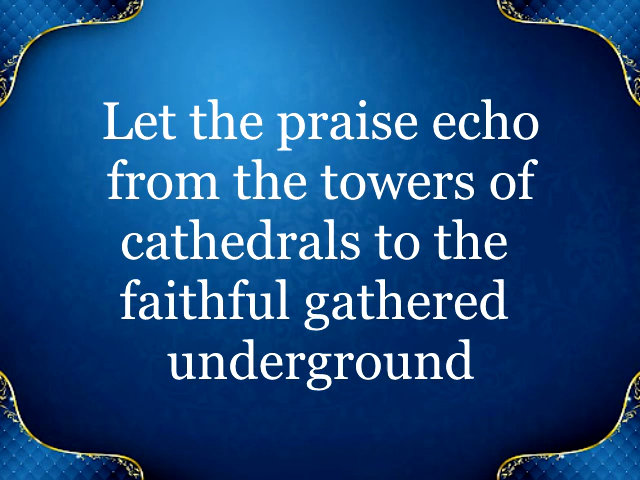 Let the praise echo
from the towers of
cathedrals to the
faithful gathered
underground